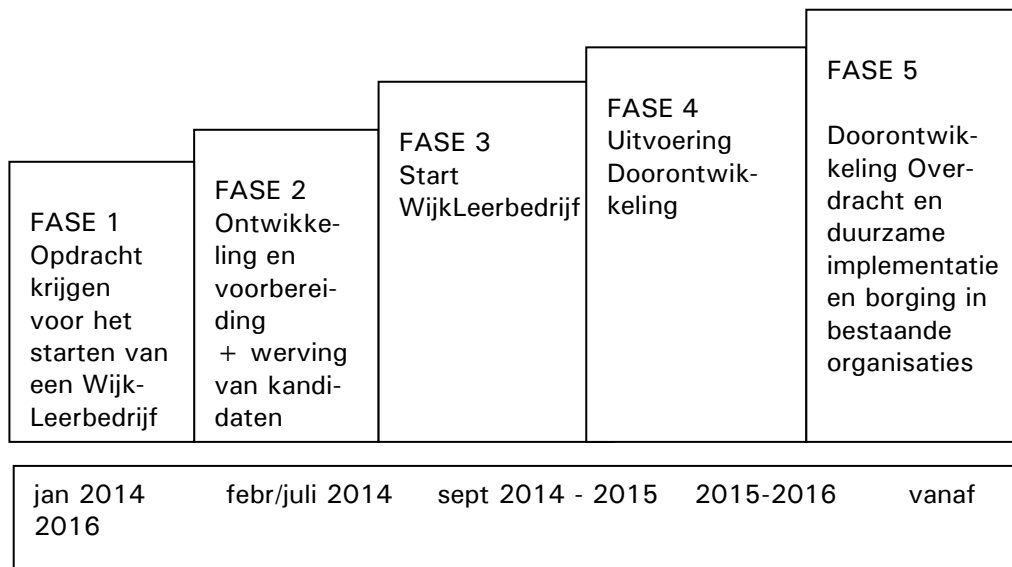 FASE 1
Opdracht
krijgen
voor het
starten van
een Wijk-
Leerbedrijf
FASE 2
Ontwikke-
ling en
voorberei-
ding
+ werving
van kandi-
daten
FASE 3
Start
WijkLeerbedrijf
FASE 4
Uitvoering
Doorontwik-
keling
FASE 5
Doorontwik-
keling Over-
dracht en
duurzame
implementatie
en borging in
bestaande
organisaties
jan 2014 febr/juli 2014 sept 2014 - 2015 2015-2016 vanaf
2016